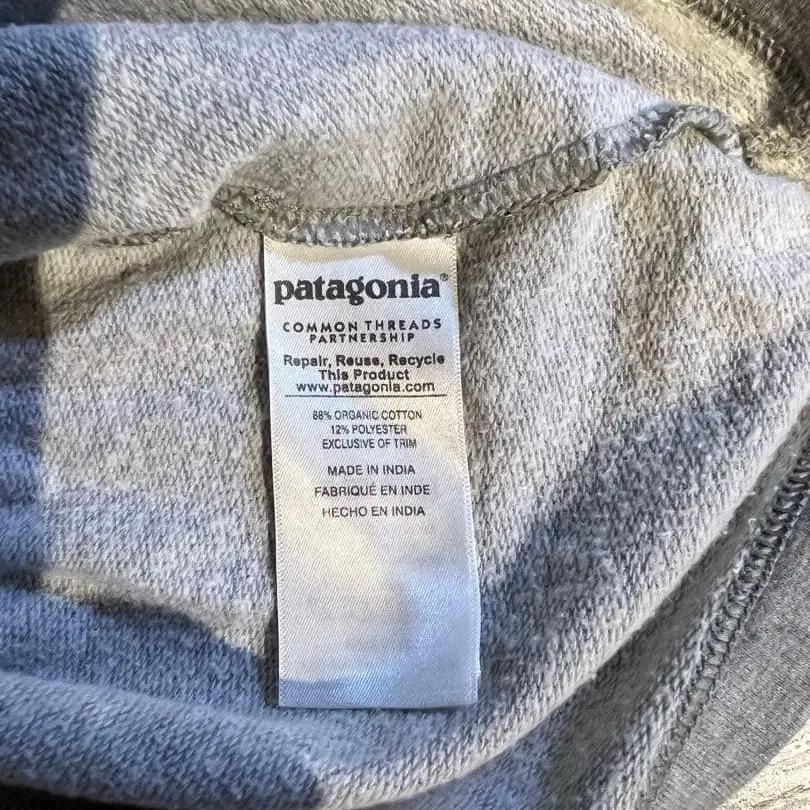 patagonia®
COMMON THREADS
PARTNERSHIP
Repair, Reuse, Recycle
This Product
www.patagonia.com
88% ORGANIC COTTON
12% POLYESTER
EXCLUSIVE OF TRIM
MADE IN INDIA
FABRIQUÉ EN INDE
HECHO EN INDIA